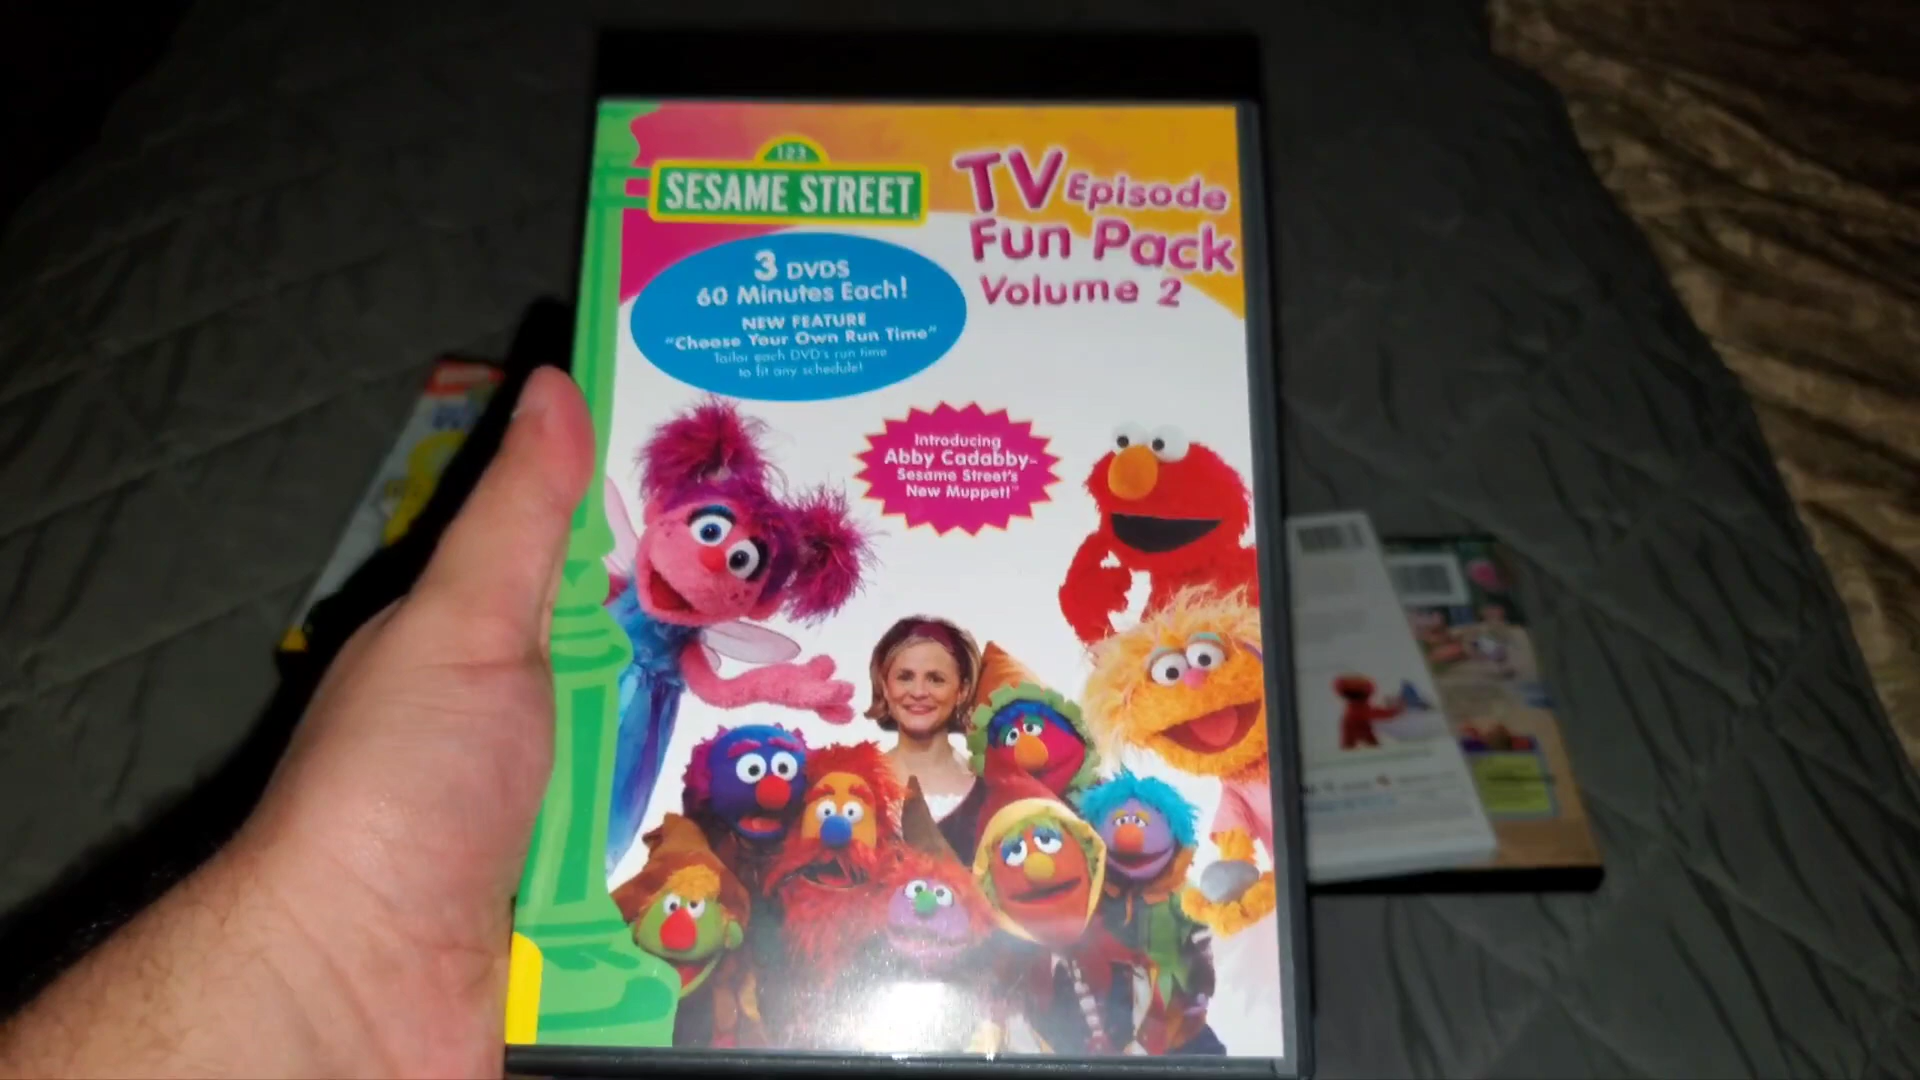 123
SESAME STREET
TV Episode
Fun Pack
Volume 2
3 DVDS
60 Minutes Each!
NEW FEATURE
"Choose Your Own Run Time"
Tailor each DVD's run time
to fit any schedule!
Introducing
Abby Cadabby-
Sesame Street's
New Muppet!™